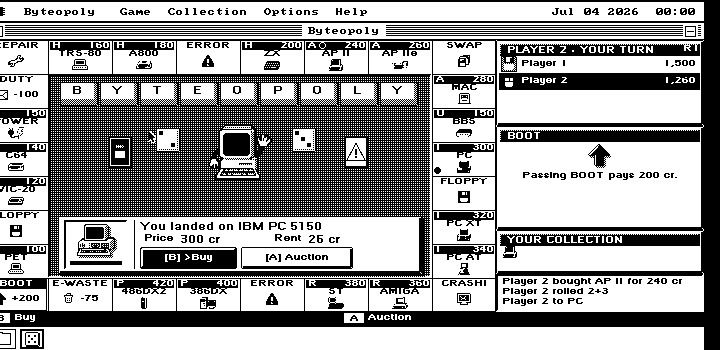 Byteopoly Game Collection Options Help Jul 04 2026 00:00
Byteopoly
EPAIR
H 160
TRS-80
H 180
A800
ERROR
H 200
ZX
A 240
AP II
A 260
AP IIe
SWAP
DUTY
-100
150
OWER
140
C64
120
VIC-20
LOPPY
100
PET
BOOT
+200
B Y T E O P O L Y
A 280
MAC
U 150
BBS
I 300
PC
FLOPPY
I 320
PC XT
I 340
PC AT
CRASH!
You landed on IBM PC 5150
Price 300 cr Rent 26 cr
[B] >Buy [A] Auction
E-WASTE
-75
P 420
486DX2
P 400
386DX
ERROR
R 380
ST
R 360
AMIGA
PLAYER 2 - YOUR TURN R1
Player 1 1,500
Player 2 1,260
BOOT
Passing BOOT pays 200 cr.
YOUR COLLECTION
Player 2 bought AP II for 240 cr
Player 2 rolled 2+3
Player 2 to PC
B Buy A Auction